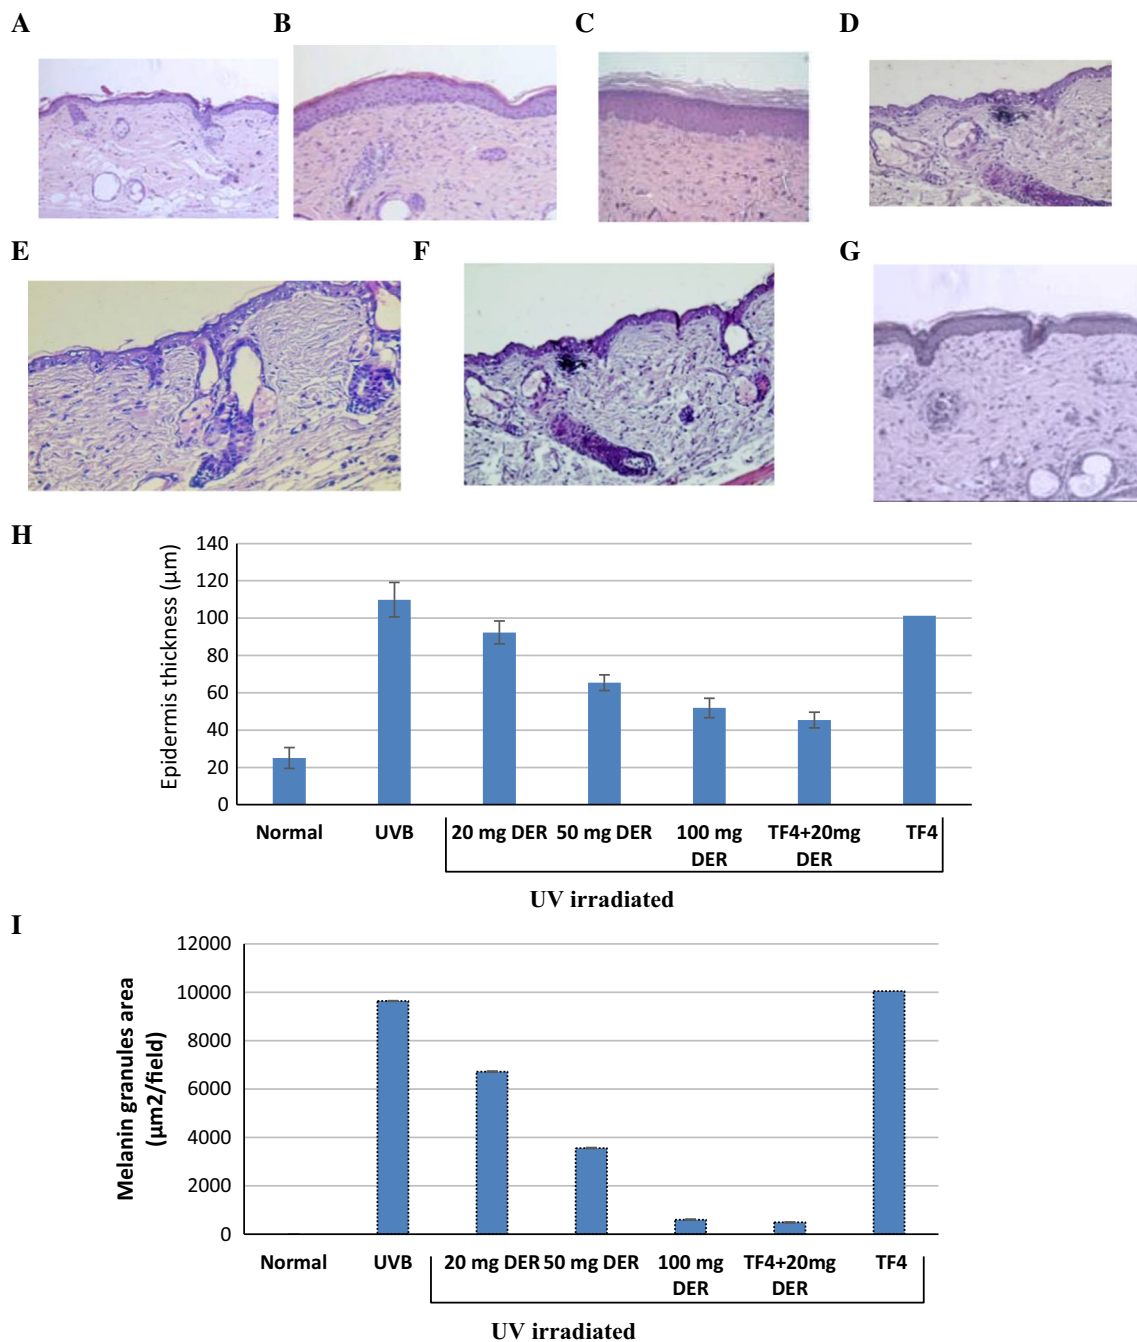 A
B
C
D
E
F
G
H
Epidermis thickness (µm)
140
120
100
80
60
40
20
0
Normal
UVB
20 mg DER
50 mg DER
100 mg
DER
TF4+20mg
DER
TF4
UV irradiated
I
Melanin granules area
(µm2/field)
12000
10000
8000
6000
4000
2000
0
Normal
UVB
20 mg DER
50 mg DER
100 mg
DER
TF4+20mg
DER
TF4
UV irradiated